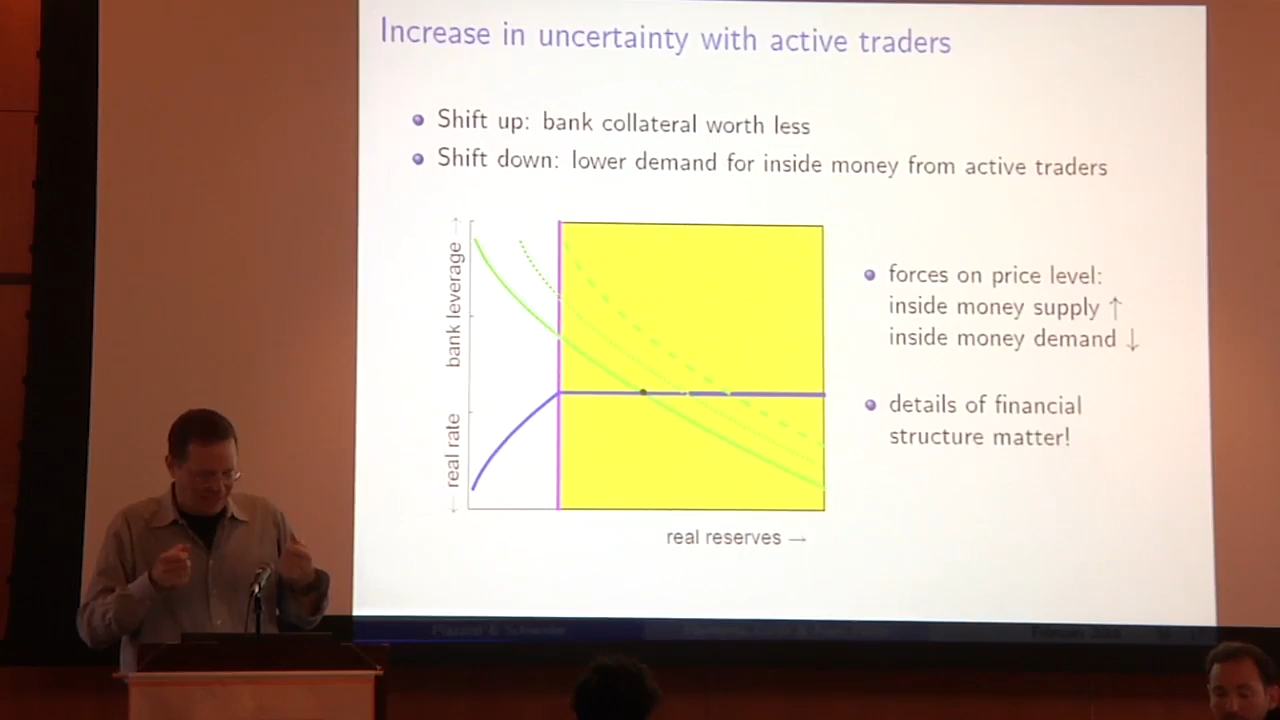 Increase in uncertainty with active traders
Shift up: bank collateral worth less
Shift down: lower demand for inside money from active traders
bank leverage →
← real rate
real reserves →
forces on price level:
inside money supply ↑
inside money demand ↓
details of financial
structure matter!